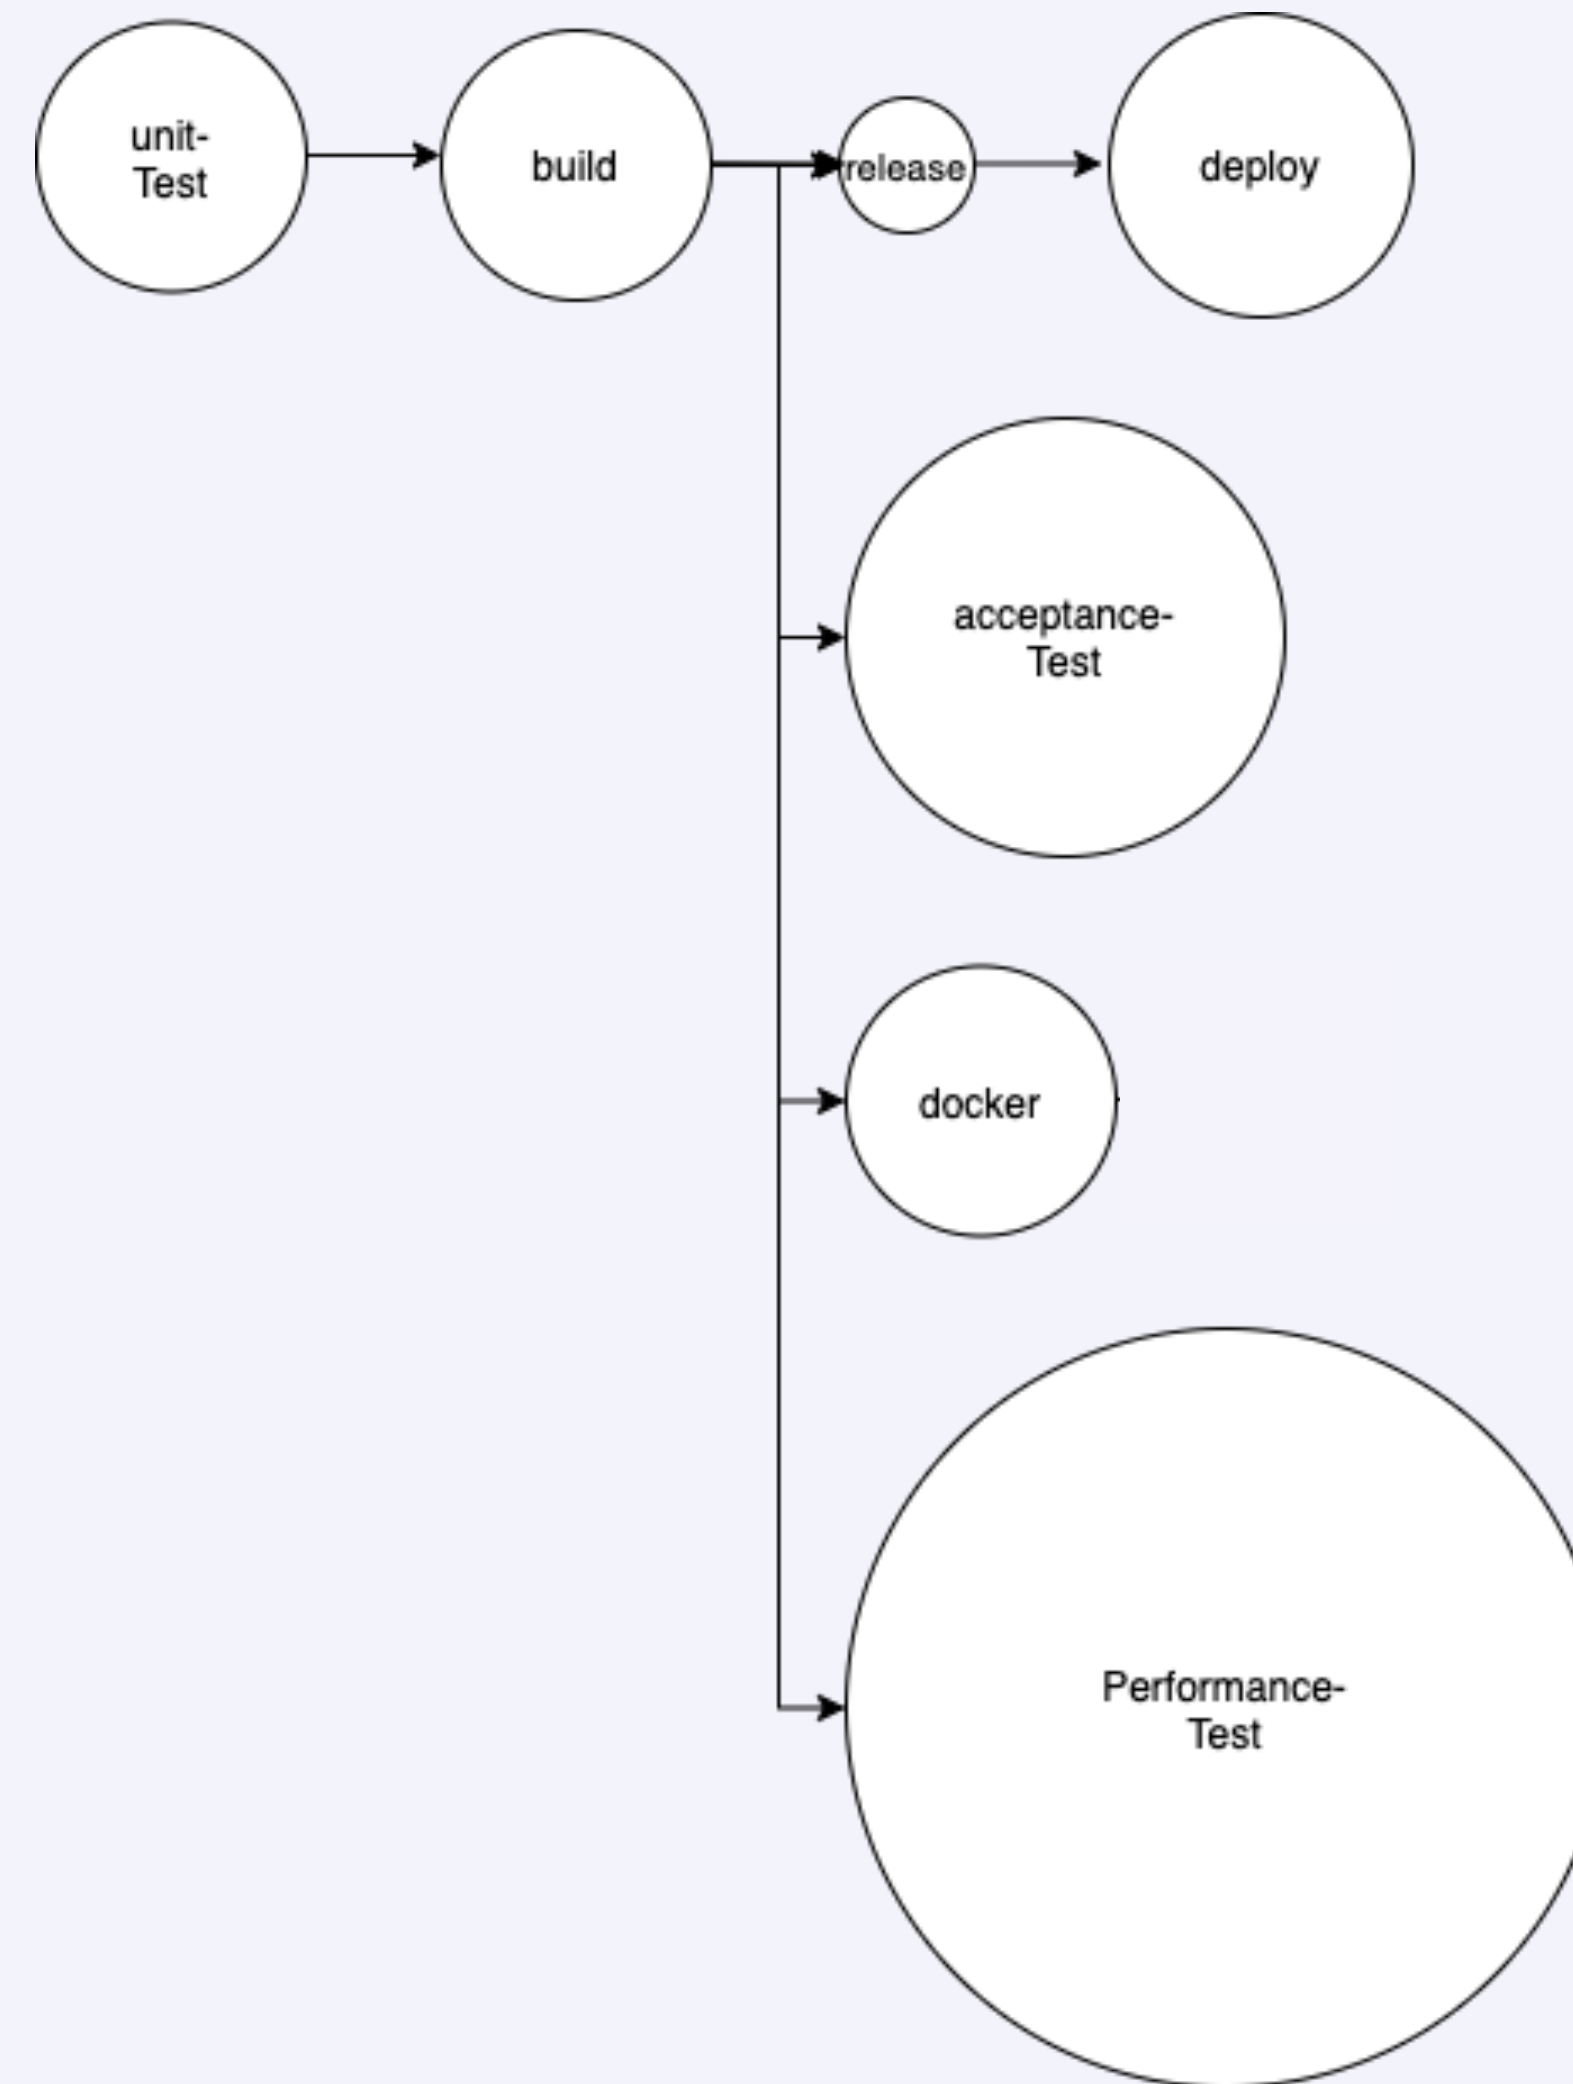 unit-
Test
build
release
deploy
acceptance-
Test
docker
Performance-
Test